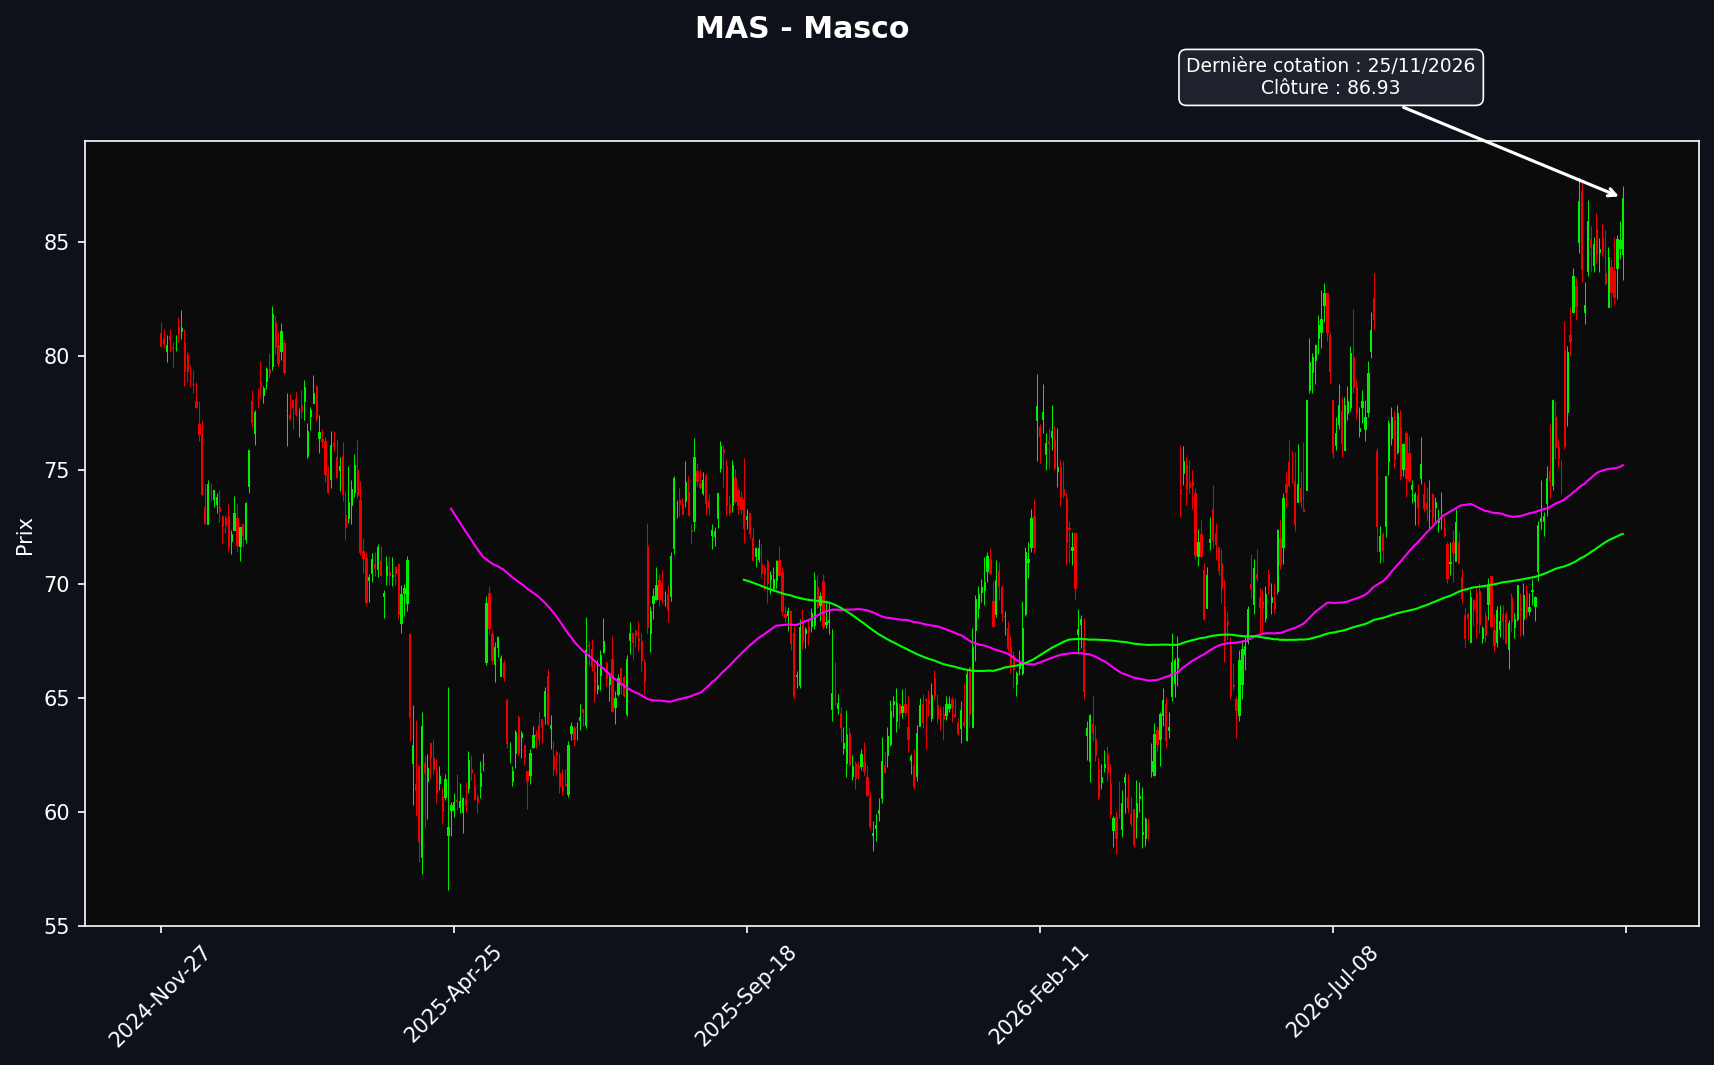 MAS - Masco
Dernière cotation : 25/11/2026
Clôture : 86.93
Prix
85
80
75
70
65
60
55
2024-Nov-27
2025-Apr-25
2025-Sep-18
2026-Feb-11
2026-Jul-08